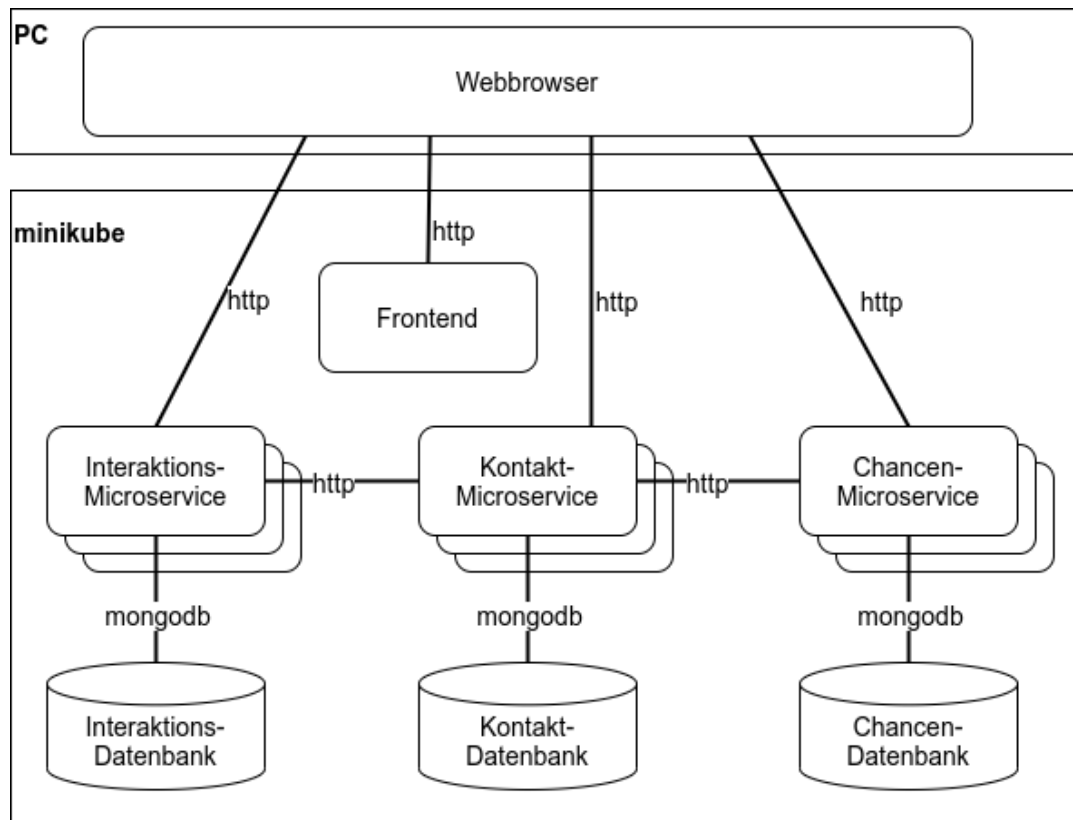 PC
Webbrowser
minikube
http
http
http
http
Frontend
Interaktions-
Microservice
http
Kontakt-
Microservice
http
Chancen-
Microservice
mongodb
mongodb
mongodb
Interaktions-
Datenbank
Kontakt-
Datenbank
Chancen-
Datenbank